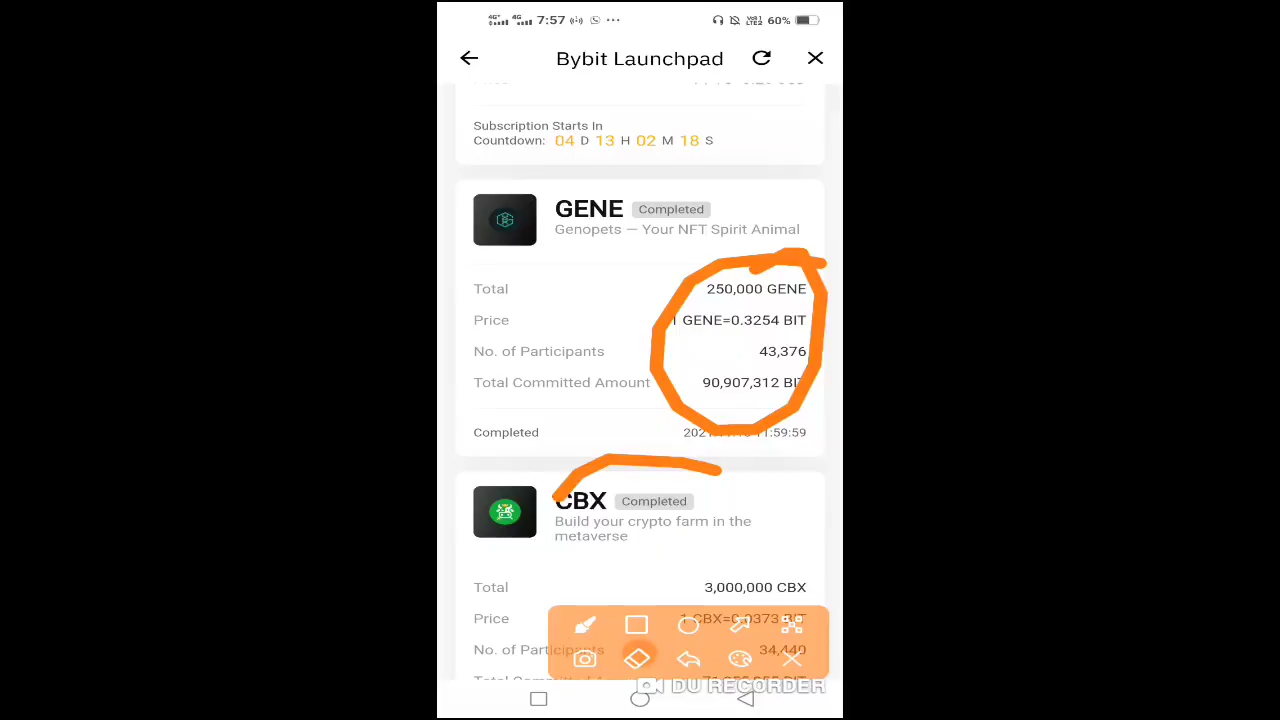 7:57 60%
Bybit Launchpad
Subscription Starts In
Countdown: 04 D 13 H 02 M 18 S
GENE Completed
Genopets — Your NFT Spirit Animal
Total 250,000 GENE
Price 1 GENE=0.3254 BIT
No. of Participants 43,376
Total Committed Amount 90,907,312 BIT
Completed 11:59:59
CBX Completed
Build your crypto farm in the
metaverse
Total 3,000,000 CBX
Price 1 CBX=0.0373 BIT
No. of Participants 34,440
DU RECORDER